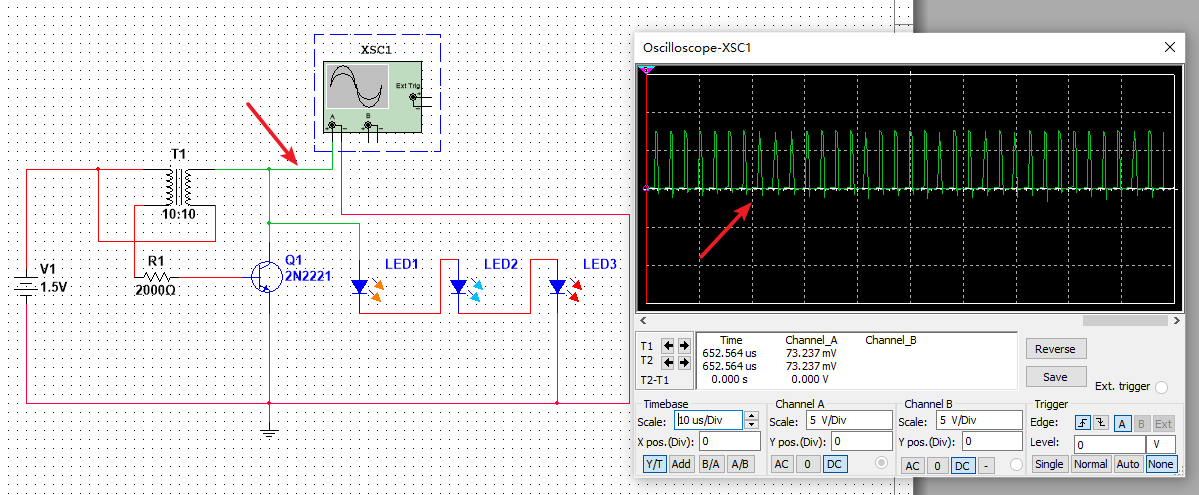 XSC1
Ext Trig
+
A
B
+ - + -
T1
10:10
V1
1.5V
R1
2000Ω
Q1
2N2221
LED1
LED2
LED3
Oscilloscope-XSC1
T1
T2
T2-T1
Time Channel_A Channel_B
652.564 us 73.237 mV
652.564 us 73.237 mV
0.000 s 0.000 V
Reverse
Save
Ext. trigger
Timebase
Scale: 10 us/Div
X pos.(Div): 0
Y/T Add B/A A/B
Channel A
Scale: 5 V/Div
Y pos.(Div): 0
AC 0 DC
Channel B
Scale: 5 V/Div
Y pos.(Div): 0
AC 0 DC -
Trigger
Edge: A B Ext
Level: 0 V
Single Normal Auto None